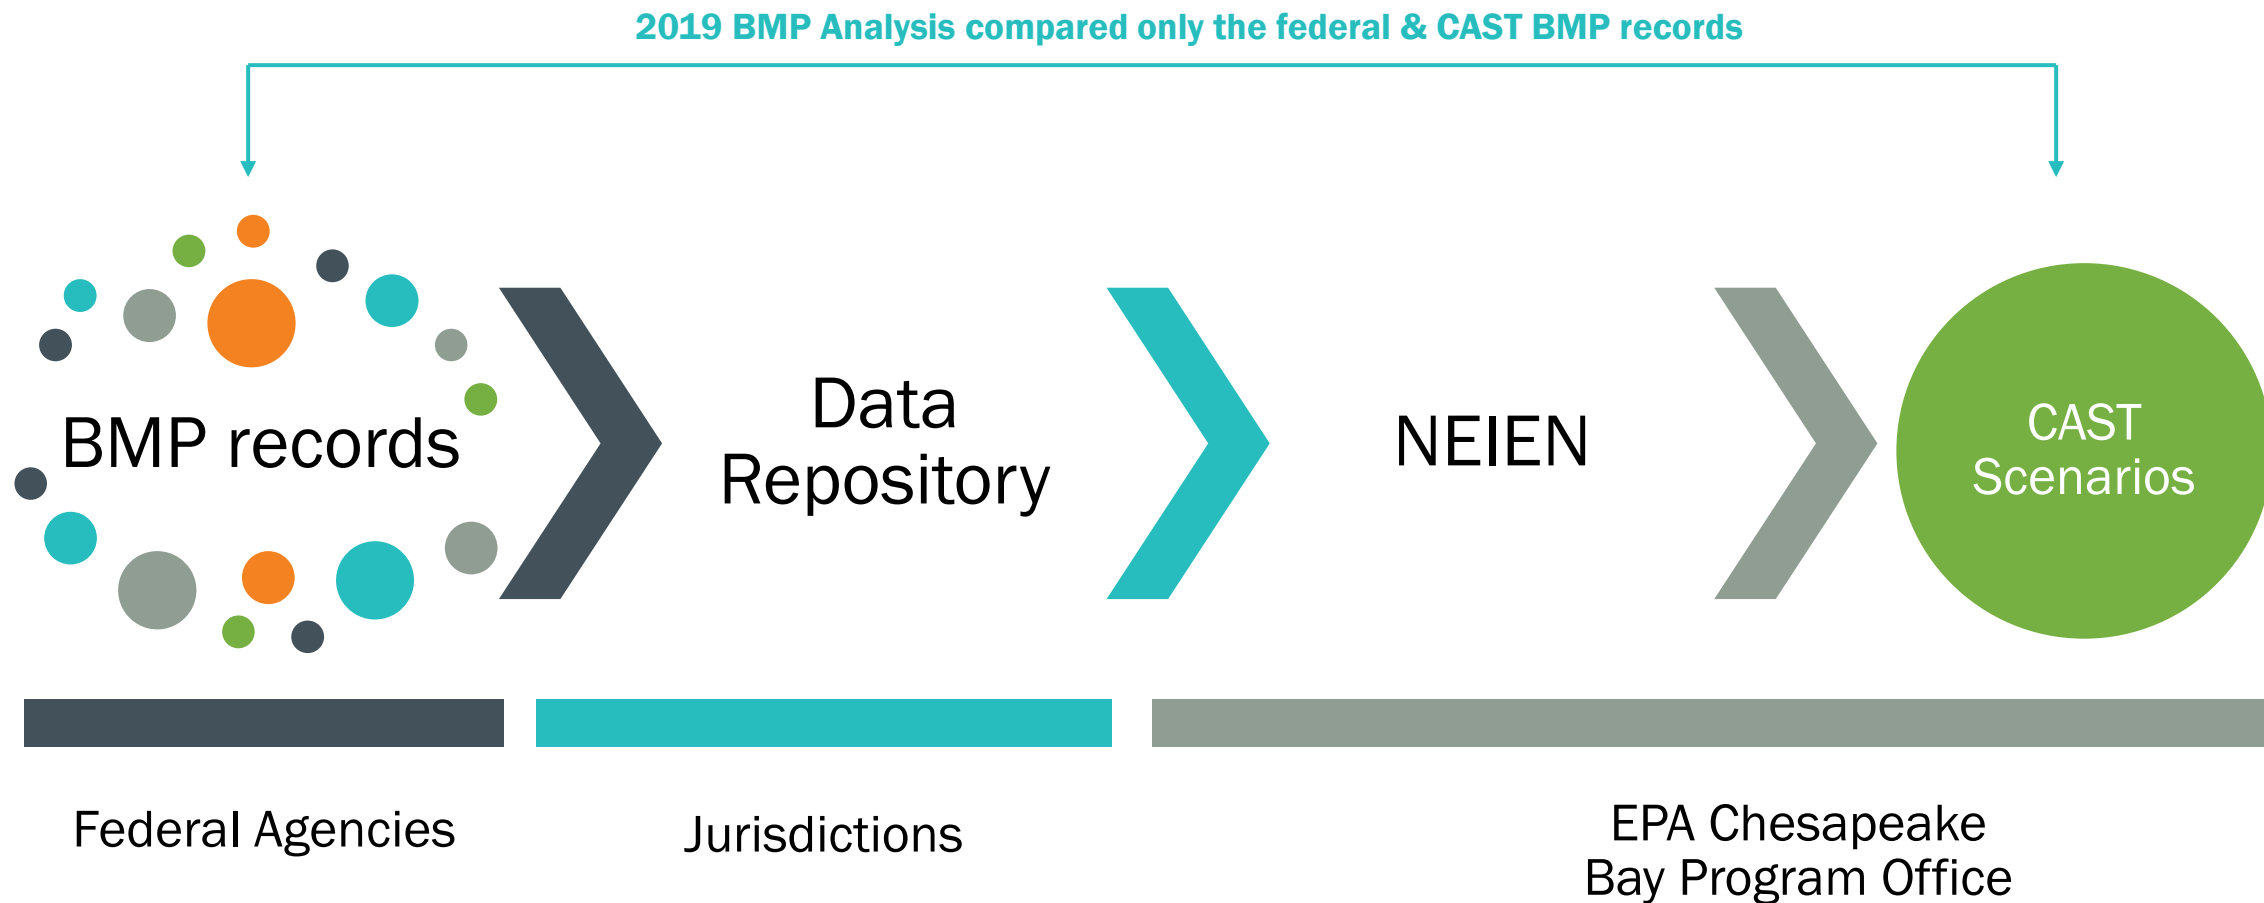 2019 BMP Analysis compared only the federal & CAST BMP records
BMP records
Data
Repository
NEIEN
CAST
Scenarios
Federal Agencies
Jurisdictions
EPA Chesapeake
Bay Program Office